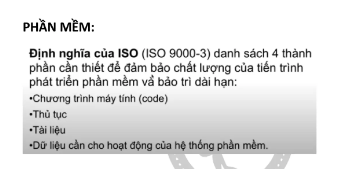 PHẦN MỀM:
Định nghĩa của ISO (ISO 9000-3) danh sách 4 thành
phần cần thiết để đảm bảo chất lượng của tiến trình
phát triển phần mềm vầ bảo trì dài hạn:
•Chương trình máy tính (code)
•Thủ tục
•Tài liệu
•Dữ liệu cần cho hoạt động của hệ thống phần mềm.